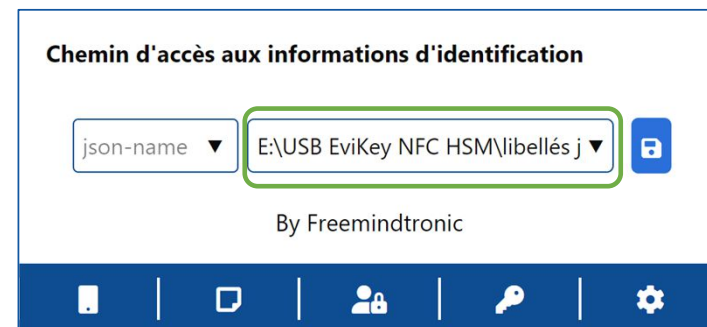 Chemin d'accès aux informations d'identification
json-name E:\USB EviKey NFC HSM\libellés j
By Freemindtronic